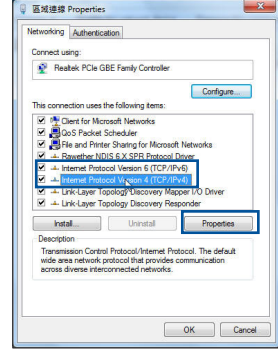 區域連線 Properties
Networking Authentication
Connect using:
Realtek PCIe GBE Family Controller
Configure...
This connection uses the following items:
Client for Microsoft Networks
QoS Packet Scheduler
File and Printer Sharing for Microsoft Networks
Rawether NDIS 6.X SPR Protocol Driver
Internet Protocol Version 6 (TCP/IPv6)
Internet Protocol Version 4 (TCP/IPv4)
Link-Layer Topology Discovery Mapper I/O Driver
Link-Layer Topology Discovery Responder
Install... Uninstall Properties
Description
Transmission Control Protocol/Internet Protocol. The default
wide area network protocol that provides communication
across diverse interconnected networks.
OK Cancel